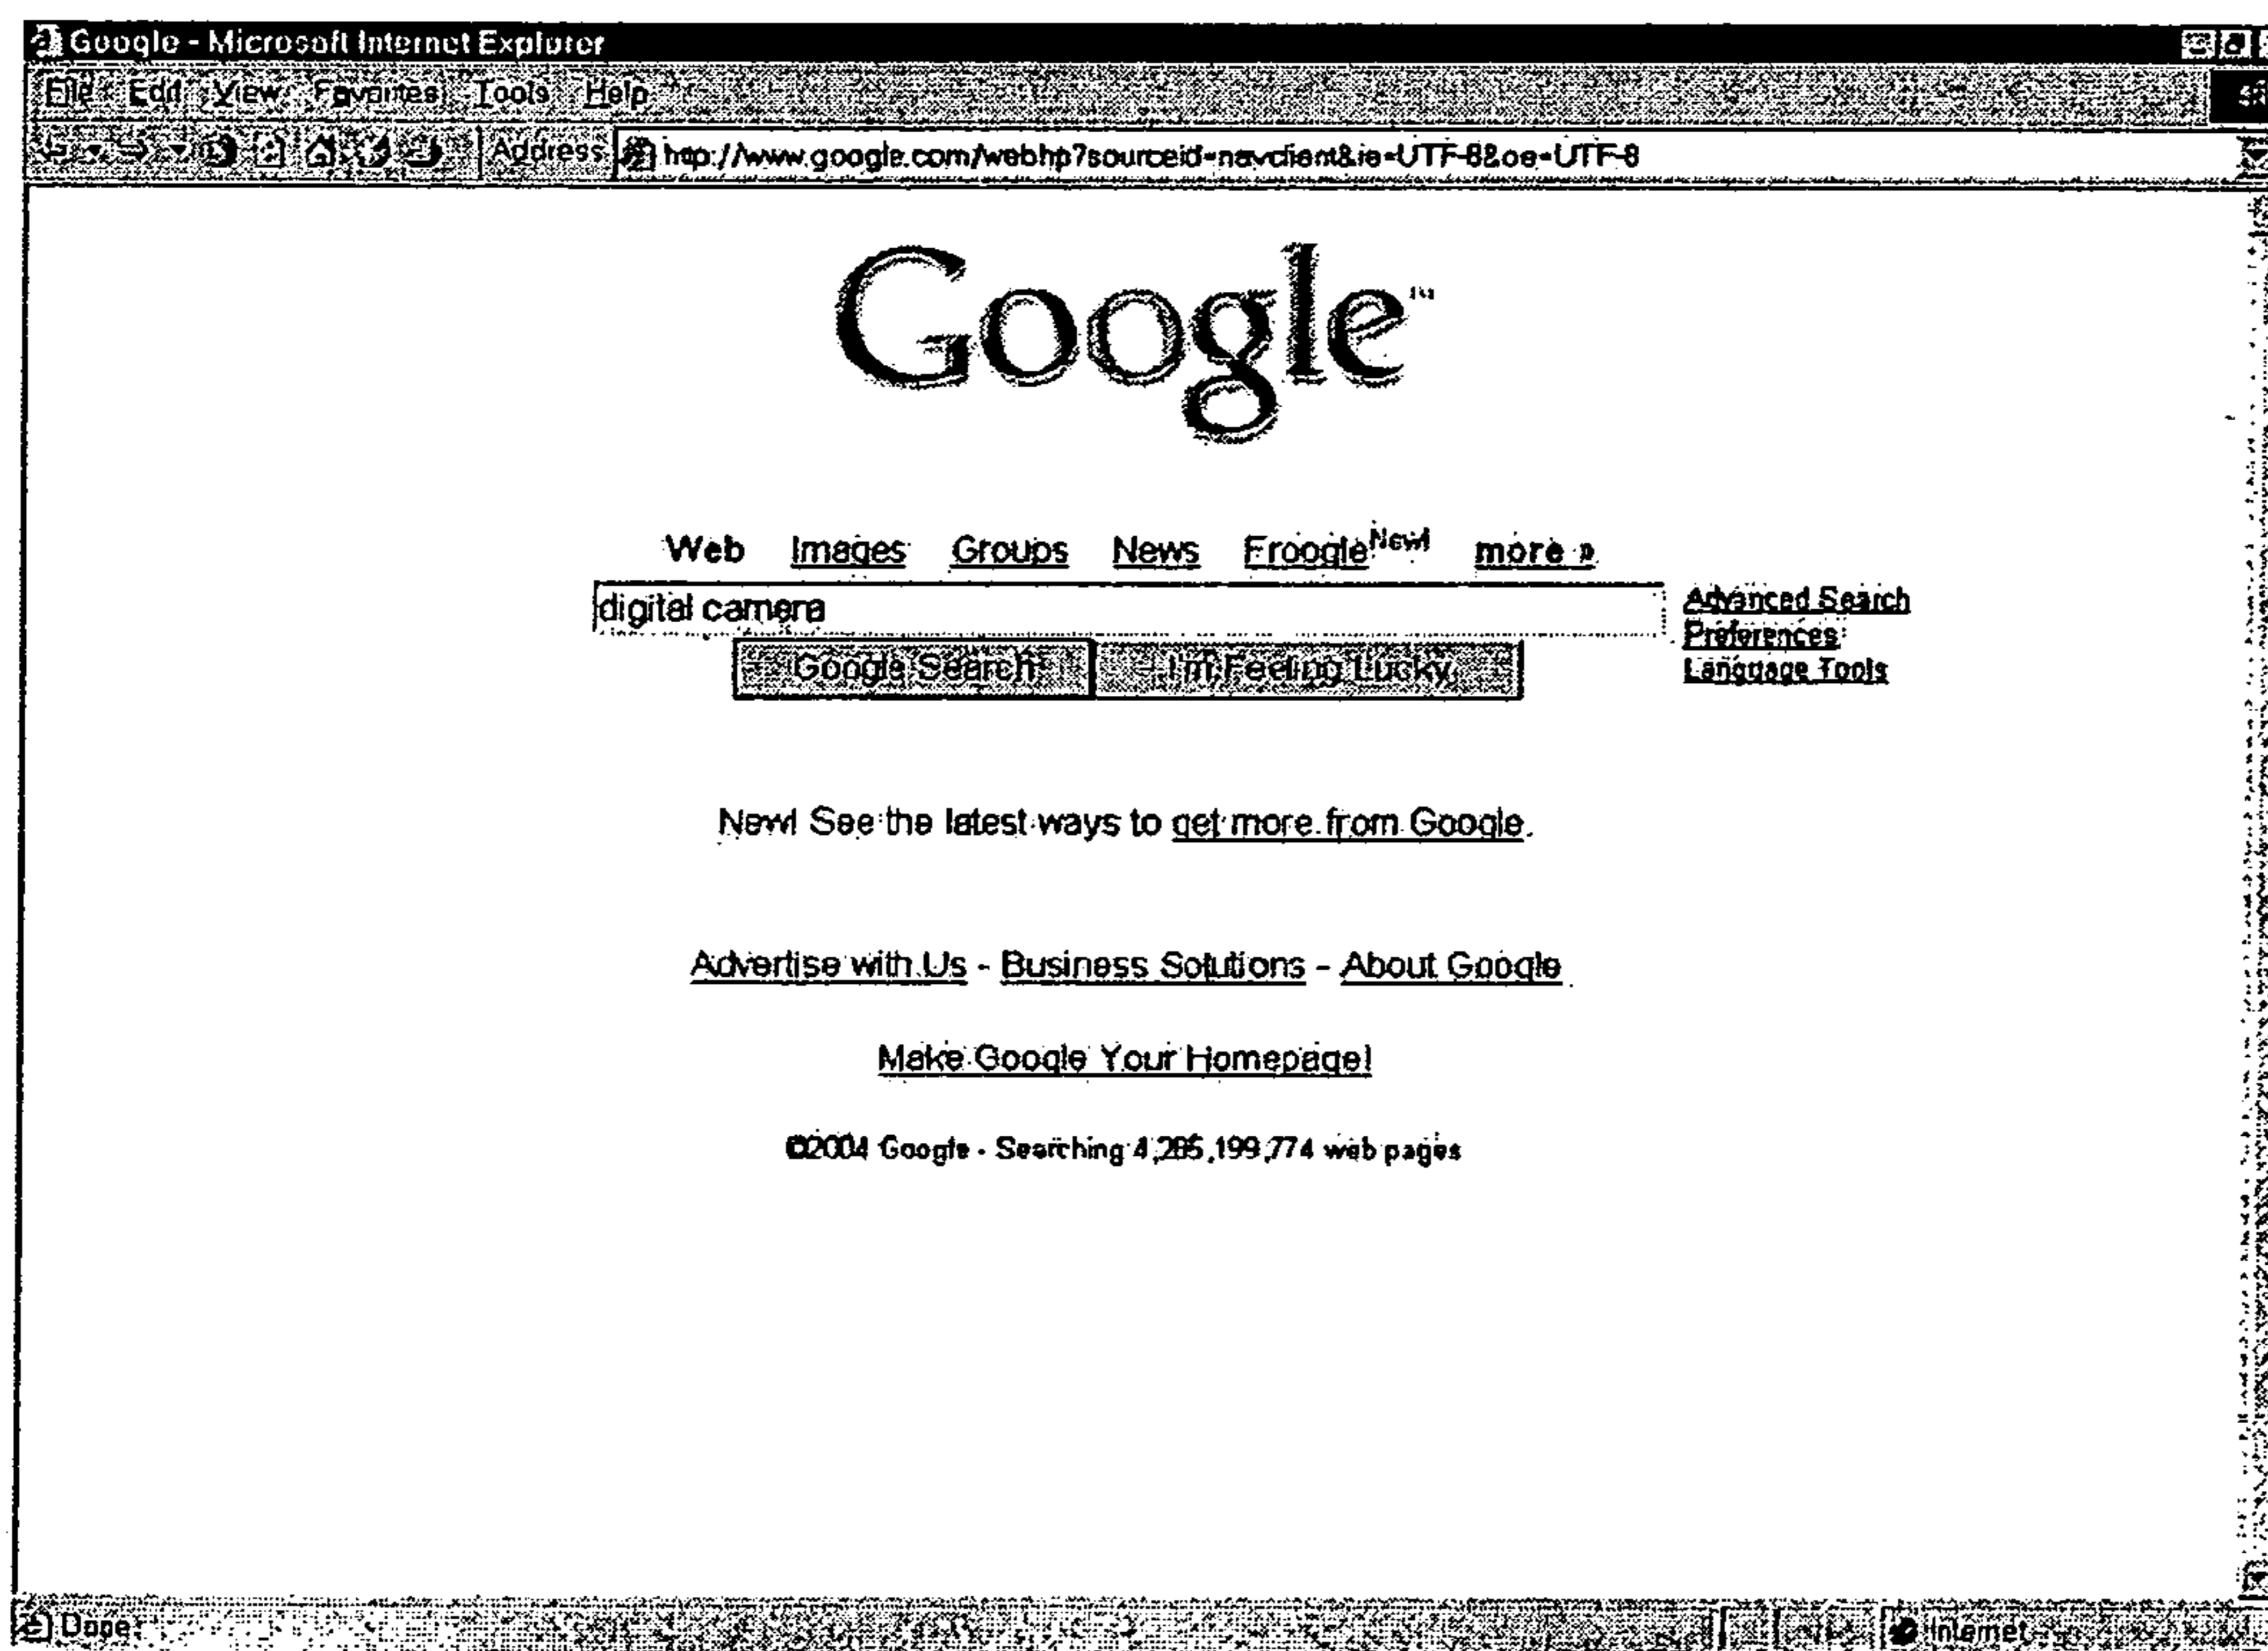 Google - Microsoft Internet Explorer
File Edit View Favorites Tools Help
Address http://www.google.com/webhp?sourceid=navclient&ie=UTF-8&oe=UTF-8
Google
Web Images Groups News Froogle New! more »
digital camera
Advanced Search
Preferences
Language Tools
Google Search I'm Feeling Lucky
New! See the latest ways to get more from Google.
Advertise with Us - Business Solutions - About Google
Make Google Your Homepage!
©2004 Google - Searching 4,285,199,774 web pages
Done Internet